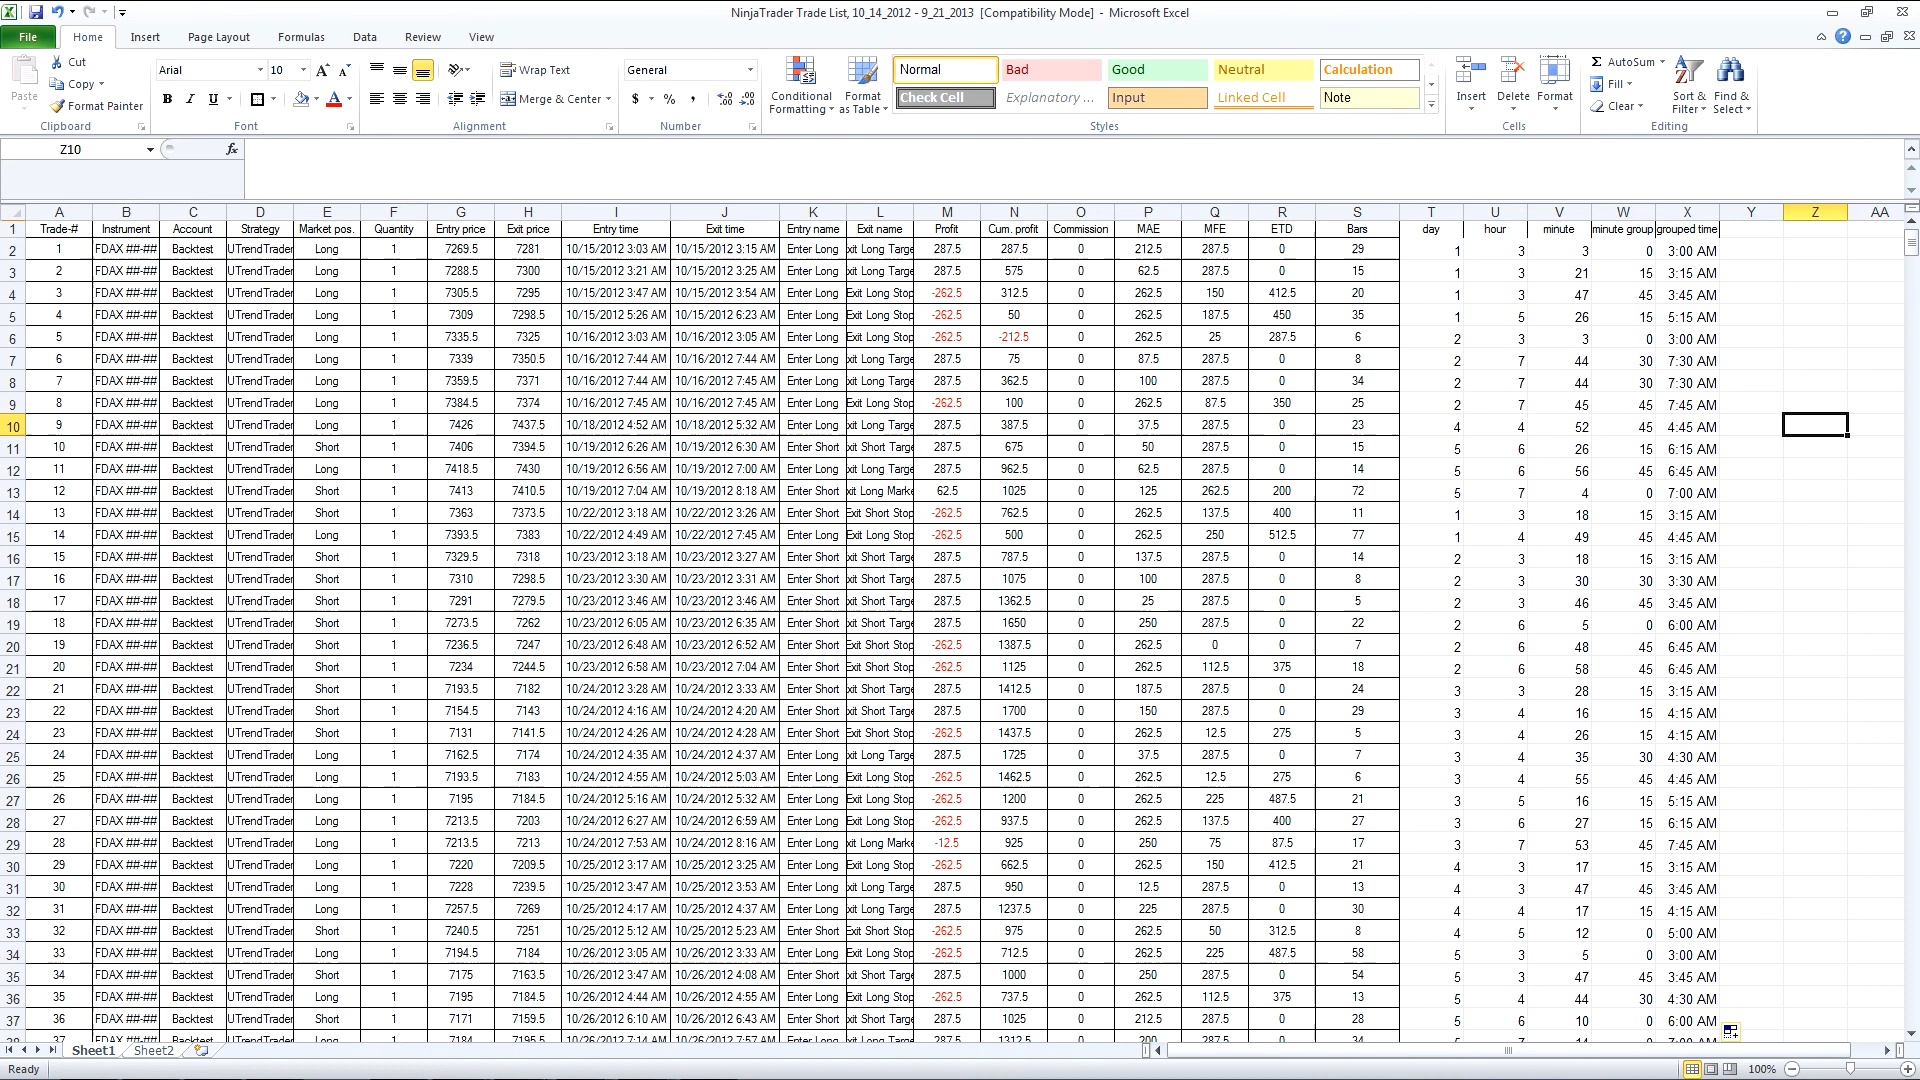 NinjaTrader Trade List, 10_14_2012 - 9_21_2013 [Compatibility Mode] - Microsoft Excel
File Home Insert Page Layout Formulas Data Review View
Paste Cut Copy Format Painter Clipboard
Arial 10 Font
Wrap Text Merge & Center Alignment
General Number
Conditional Formatting Format as Table
Normal Bad Good Neutral Calculation
Check Cell Explanatory ... Input Linked Cell Note
Styles
Insert Delete Format Cells
AutoSum Fill Clear Sort & Filter Find & Select Editing
Z10 fx
A B C D E F G H I J K L M N O P Q R S T U V W X Y Z AA
1 Trade-# Instrument Account Strategy Market pos. Quantity Entry price Exit price Entry time Exit time Entry name Exit name Profit Cum. profit Commission MAE MFE ETD Bars day hour minute minute group grouped time
2 1 FDAX ##-## Backtest UTrendTrader Long 1 7269.5 7281 10/15/2012 3:03 AM 10/15/2012 3:15 AM Enter Long xit Long Targe 287.5 287.5 0 212.5 287.5 0 29 1 3 3 0 3:00 AM
3 2 FDAX ##-## Backtest UTrendTrader Long 1 7288.5 7300 10/15/2012 3:21 AM 10/15/2012 3:25 AM Enter Long xit Long Targe 287.5 575 0 62.5 287.5 0 15 1 3 21 15 3:15 AM
4 3 FDAX ##-## Backtest UTrendTrader Long 1 7305.5 7295 10/15/2012 3:47 AM 10/15/2012 3:54 AM Enter Long Exit Long Stop -262.5 312.5 0 262.5 150 412.5 20 1 3 47 45 3:45 AM
5 4 FDAX ##-## Backtest UTrendTrader Long 1 7309 7298.5 10/15/2012 5:26 AM 10/15/2012 6:23 AM Enter Long Exit Long Stop -262.5 50 0 262.5 187.5 450 35 1 5 26 15 5:15 AM
6 5 FDAX ##-## Backtest UTrendTrader Long 1 7335.5 7325 10/16/2012 3:03 AM 10/16/2012 3:05 AM Enter Long Exit Long Stop -262.5 -212.5 0 262.5 25 287.5 6 2 3 3 0 3:00 AM
7 6 FDAX ##-## Backtest UTrendTrader Long 1 7339 7350.5 10/16/2012 7:44 AM 10/16/2012 7:44 AM Enter Long xit Long Targe 287.5 75 0 87.5 287.5 0 8 2 7 44 30 7:30 AM
8 7 FDAX ##-## Backtest UTrendTrader Long 1 7359.5 7371 10/16/2012 7:44 AM 10/16/2012 7:45 AM Enter Long xit Long Targe 287.5 362.5 0 100 287.5 0 34 2 7 44 30 7:30 AM
9 8 FDAX ##-## Backtest UTrendTrader Long 1 7384.5 7374 10/16/2012 7:45 AM 10/16/2012 7:45 AM Enter Long Exit Long Stop -262.5 100 0 262.5 87.5 350 25 2 7 45 45 7:45 AM
10 9 FDAX ##-## Backtest UTrendTrader Long 1 7426 7437.5 10/18/2012 4:52 AM 10/18/2012 5:32 AM Enter Long xit Long Targe 287.5 387.5 0 37.5 287.5 0 23 4 4 52 45 4:45 AM
11 10 FDAX ##-## Backtest UTrendTrader Short 1 7406 7394.5 10/19/2012 6:26 AM 10/19/2012 6:30 AM Enter Short xit Short Targe 287.5 675 0 50 287.5 0 15 5 6 26 15 6:15 AM
12 11 FDAX ##-## Backtest UTrendTrader Long 1 7418.5 7430 10/19/2012 6:56 AM 10/19/2012 7:00 AM Enter Long xit Long Targe 287.5 962.5 0 62.5 287.5 0 14 5 6 56 45 6:45 AM
13 12 FDAX ##-## Backtest UTrendTrader Short 1 7413 7410.5 10/19/2012 7:04 AM 10/19/2012 8:18 AM Enter Short xit Long Marke 62.5 1025 0 125 262.5 200 72 5 7 4 0 7:00 AM
14 13 FDAX ##-## Backtest UTrendTrader Short 1 7363 7373.5 10/22/2012 3:18 AM 10/22/2012 3:26 AM Enter Short Exit Short Stop -262.5 762.5 0 262.5 137.5 400 11 1 3 18 15 3:15 AM
15 14 FDAX ##-## Backtest UTrendTrader Long 1 7393.5 7383 10/22/2012 4:49 AM 10/22/2012 7:45 AM Enter Long Exit Long Stop -262.5 500 0 262.5 250 512.5 77 1 4 49 45 4:45 AM
16 15 FDAX ##-## Backtest UTrendTrader Short 1 7329.5 7318 10/23/2012 3:18 AM 10/23/2012 3:27 AM Enter Short xit Short Targe 287.5 787.5 0 137.5 287.5 0 14 2 3 18 15 3:15 AM
17 16 FDAX ##-## Backtest UTrendTrader Short 1 7310 7298.5 10/23/2012 3:30 AM 10/23/2012 3:31 AM Enter Short xit Short Targe 287.5 1075 0 100 287.5 0 8 2 3 30 30 3:30 AM
18 17 FDAX ##-## Backtest UTrendTrader Short 1 7291 7279.5 10/23/2012 3:46 AM 10/23/2012 3:46 AM Enter Short xit Short Targe 287.5 1362.5 0 25 287.5 0 5 2 3 46 45 3:45 AM
19 18 FDAX ##-## Backtest UTrendTrader Short 1 7273.5 7262 10/23/2012 6:05 AM 10/23/2012 6:35 AM Enter Short xit Short Targe 287.5 1650 0 250 287.5 0 22 2 6 5 0 6:00 AM
20 19 FDAX ##-## Backtest UTrendTrader Short 1 7236.5 7247 10/23/2012 6:48 AM 10/23/2012 6:52 AM Enter Short Exit Short Stop -262.5 1387.5 0 262.5 0 0 7 2 6 48 45 6:45 AM
21 20 FDAX ##-## Backtest UTrendTrader Short 1 7234 7244.5 10/23/2012 6:58 AM 10/23/2012 7:04 AM Enter Short Exit Short Stop -262.5 1125 0 262.5 112.5 375 18 2 6 58 45 6:45 AM
22 21 FDAX ##-## Backtest UTrendTrader Short 1 7193.5 7182 10/24/2012 3:28 AM 10/24/2012 3:33 AM Enter Short xit Short Targe 287.5 1412.5 0 187.5 287.5 0 24 3 3 28 15 3:15 AM
23 22 FDAX ##-## Backtest UTrendTrader Short 1 7154.5 7143 10/24/2012 4:16 AM 10/24/2012 4:20 AM Enter Short xit Short Targe 287.5 1700 0 150 287.5 0 29 3 4 16 15 4:15 AM
24 23 FDAX ##-## Backtest UTrendTrader Short 1 7131 7141.5 10/24/2012 4:26 AM 10/24/2012 4:28 AM Enter Short Exit Short Stop -262.5 1437.5 0 262.5 12.5 275 5 3 4 26 15 4:15 AM
25 24 FDAX ##-## Backtest UTrendTrader Long 1 7162.5 7174 10/24/2012 4:35 AM 10/24/2012 4:37 AM Enter Long xit Long Targe 287.5 1725 0 37.5 287.5 0 7 3 4 35 30 4:30 AM
26 25 FDAX ##-## Backtest UTrendTrader Long 1 7193.5 7183 10/24/2012 4:55 AM 10/24/2012 5:03 AM Enter Long Exit Long Stop -262.5 1462.5 0 262.5 12.5 275 6 3 4 55 45 4:45 AM
27 26 FDAX ##-## Backtest UTrendTrader Long 1 7195 7184.5 10/24/2012 5:16 AM 10/24/2012 5:32 AM Enter Long Exit Long Stop -262.5 1200 0 262.5 225 487.5 21 3 5 16 15 5:15 AM
28 27 FDAX ##-## Backtest UTrendTrader Long 1 7213.5 7203 10/24/2012 6:27 AM 10/24/2012 6:59 AM Enter Long Exit Long Stop -262.5 937.5 0 262.5 137.5 400 27 3 6 27 15 6:15 AM
29 28 FDAX ##-## Backtest UTrendTrader Long 1 7213.5 7213 10/24/2012 7:53 AM 10/24/2012 8:16 AM Enter Long xit Long Marke -12.5 925 0 250 75 87.5 17 3 7 53 45 7:45 AM
30 29 FDAX ##-## Backtest UTrendTrader Long 1 7220 7209.5 10/25/2012 3:17 AM 10/25/2012 3:25 AM Enter Long Exit Long Stop -262.5 662.5 0 262.5 150 412.5 21 4 3 17 15 3:15 AM
31 30 FDAX ##-## Backtest UTrendTrader Long 1 7228 7239.5 10/25/2012 3:47 AM 10/25/2012 3:53 AM Enter Long xit Long Targe 287.5 950 0 12.5 287.5 0 13 4 3 47 45 3:45 AM
32 31 FDAX ##-## Backtest UTrendTrader Long 1 7257.5 7269 10/25/2012 4:17 AM 10/25/2012 4:37 AM Enter Long xit Long Targe 287.5 1237.5 0 225 287.5 0 30 4 4 17 15 4:15 AM
33 32 FDAX ##-## Backtest UTrendTrader Short 1 7240.5 7251 10/25/2012 5:12 AM 10/25/2012 5:23 AM Enter Short Exit Short Stop -262.5 975 0 262.5 50 312.5 8 4 5 12 0 5:00 AM
34 33 FDAX ##-## Backtest UTrendTrader Long 1 7194.5 7184 10/26/2012 3:05 AM 10/26/2012 3:33 AM Enter Long Exit Long Stop -262.5 712.5 0 262.5 225 487.5 58 5 3 5 0 3:00 AM
35 34 FDAX ##-## Backtest UTrendTrader Short 1 7175 7163.5 10/26/2012 3:47 AM 10/26/2012 4:08 AM Enter Short xit Short Targe 287.5 1000 0 250 287.5 0 54 5 3 47 45 3:45 AM
36 35 FDAX ##-## Backtest UTrendTrader Long 1 7195 7184.5 10/26/2012 4:44 AM 10/26/2012 4:55 AM Enter Long Exit Long Stop -262.5 737.5 0 262.5 112.5 375 13 5 4 44 30 4:30 AM
37 36 FDAX ##-## Backtest UTrendTrader Short 1 7171 7159.5 10/26/2012 6:10 AM 10/26/2012 6:43 AM Enter Short xit Short Targe 287.5 1025 0 212.5 287.5 0 28 5 6 10 0 6:00 AM
Sheet1 Sheet2
Ready 100%